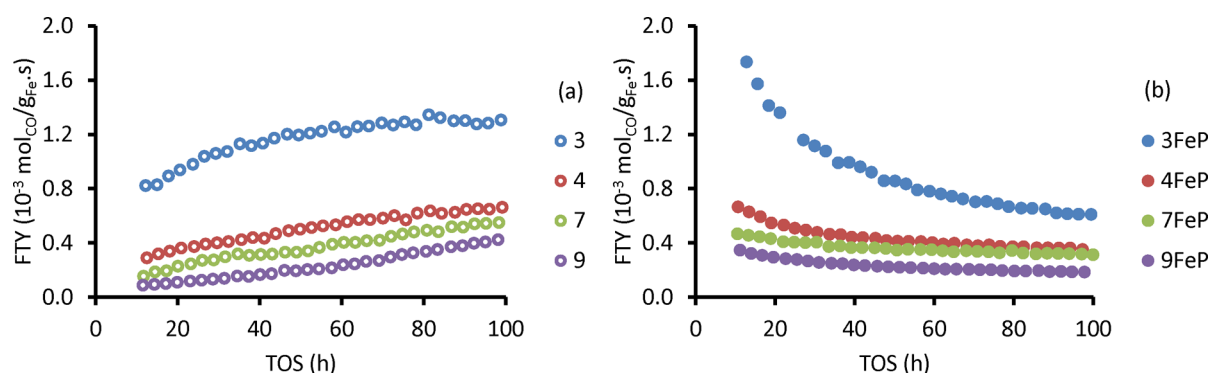 2.0
1.6
1.2
0.8
0.4
0.0
FTY (10⁻³ mol_CO/g_Fe.s)
0 20 40 60 80 100
TOS (h)
(a)
3
4
7
9
2.0
1.6
1.2
0.8
0.4
0.0
FTY (10⁻³ mol_CO/g_Fe.s)
0 20 40 60 80 100
TOS (h)
(b)
3FeP
4FeP
7FeP
9FeP